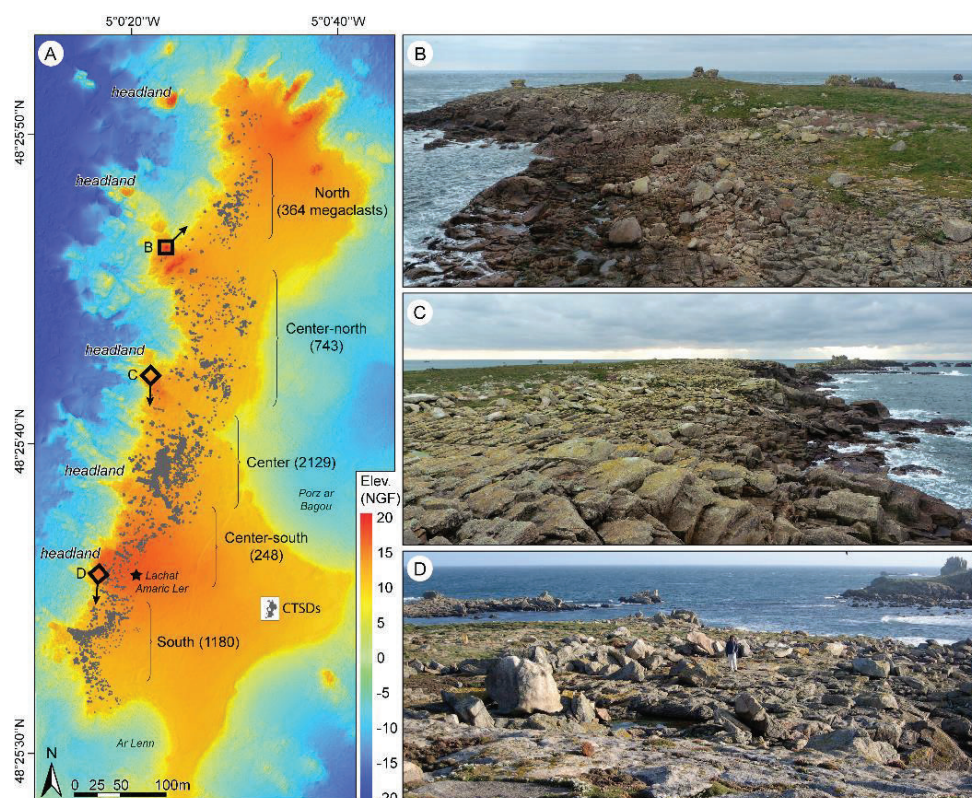 5°0'20"W
5°0'40"W
A
headland
48°25'50"N
headland
North
(364 megaclasts)
B
Center-north
(743)
headland
C
48°25'40"N
Center (2129)
headland
Porz ar
Bagou
Elev.
(NGF)
20
15
10
5
0
-5
-10
-15
-20
Center-south
(248)
headland
D
Lachat
Amaric Ler
CTSDs
South (1180)
Ar Lenn
48°25'30"N
N
0 25 50 100m
B
C
D